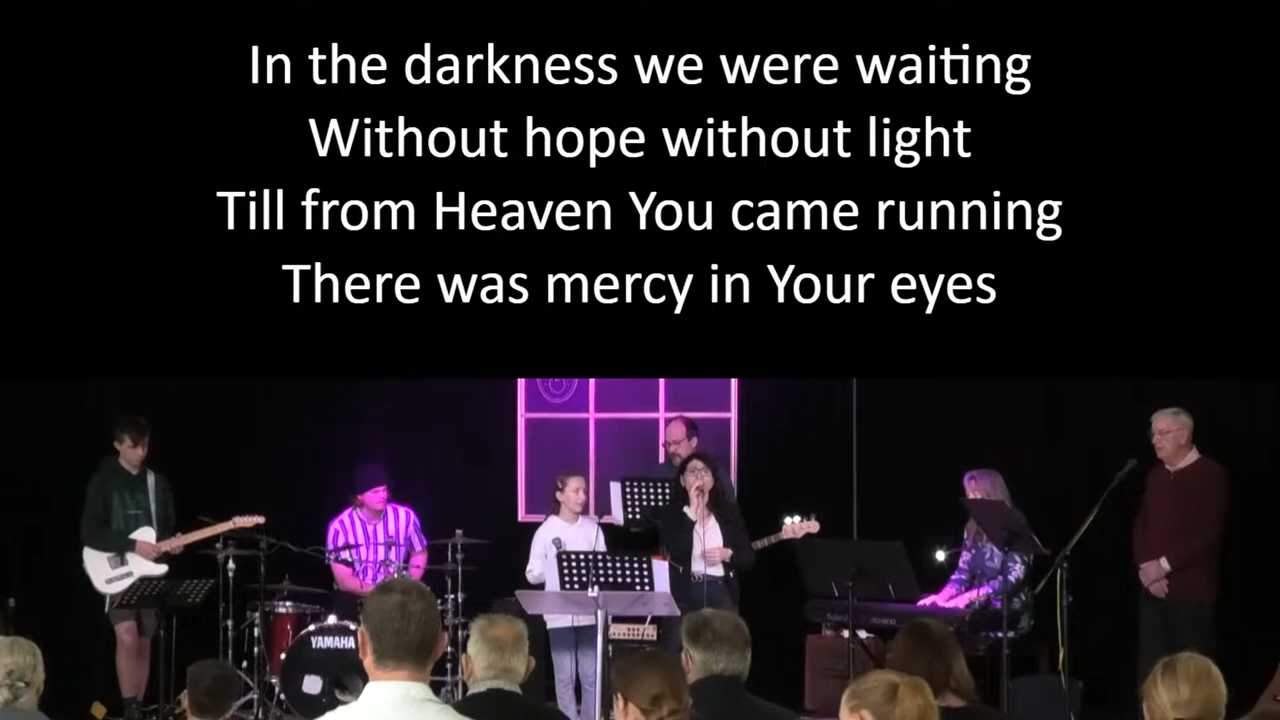 In the darkness we were waiting
Without hope without light
Till from Heaven You came running
There was mercy in Your eyes
YAMAHA